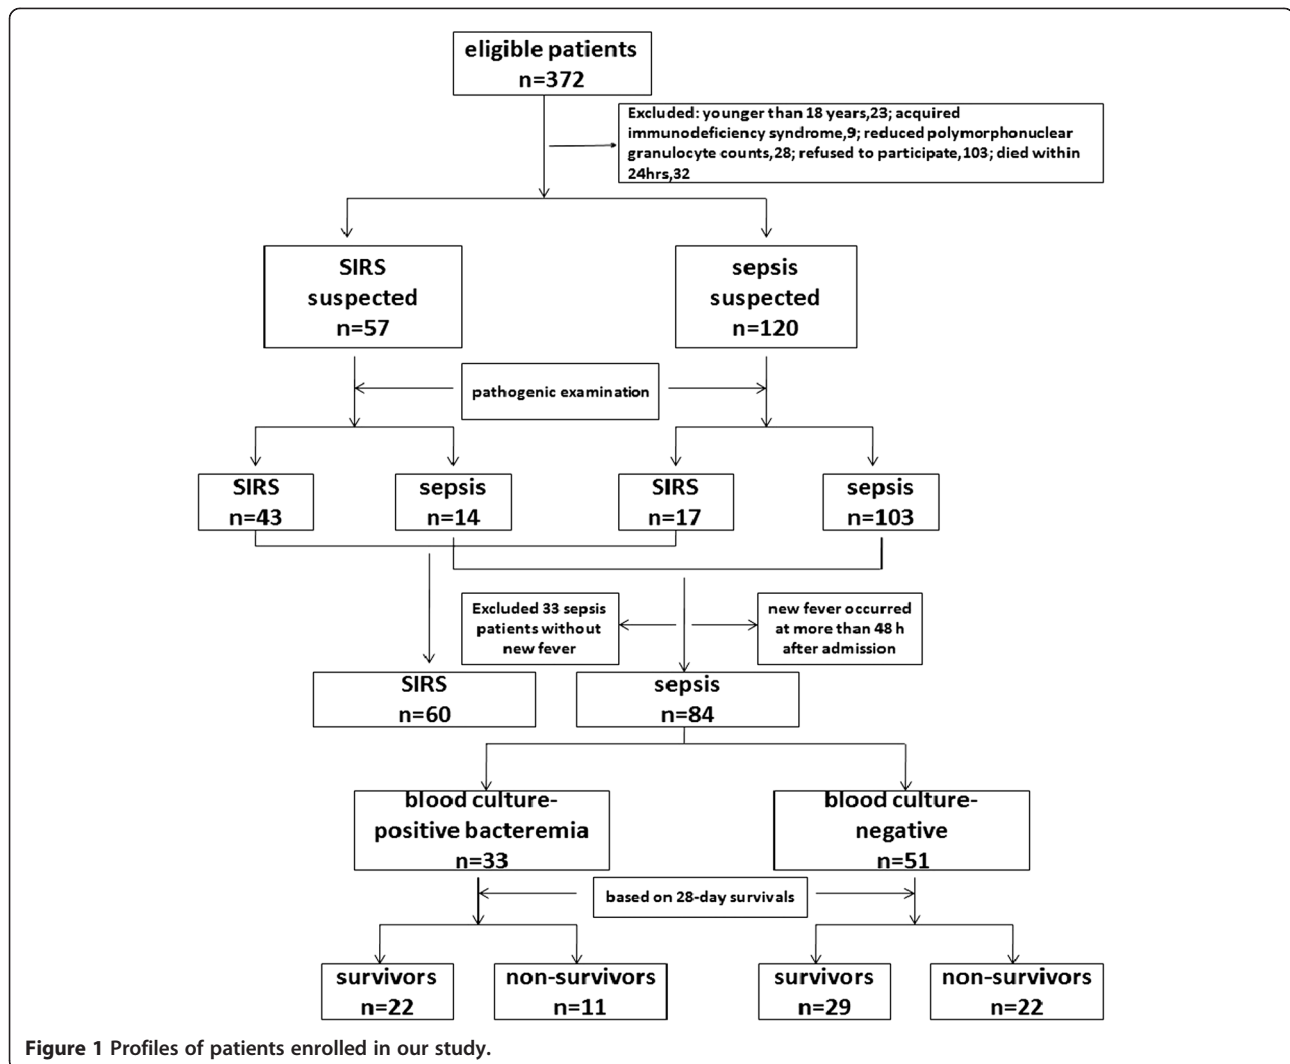 eligible patients
n=372
Excluded: younger than 18 years,23; acquired
immunodeficiency syndrome,9; reduced polymorphonuclear
granulocyte counts,28; refused to participate,103; died within
24hrs,32
SIRS
suspected
n=57
sepsis
suspected
n=120
pathogenic examination
SIRS
n=43
sepsis
n=14
SIRS
n=17
sepsis
n=103
Excluded 33 sepsis
patients without
new fever
new fever occurred
at more than 48 h
after admission
SIRS
n=60
sepsis
n=84
blood culture-
positive bacteremia
n=33
blood culture-
negative
n=51
based on 28-day survivals
survivors
n=22
non-survivors
n=11
survivors
n=29
non-survivors
n=22
Figure 1 Profiles of patients enrolled in our study.